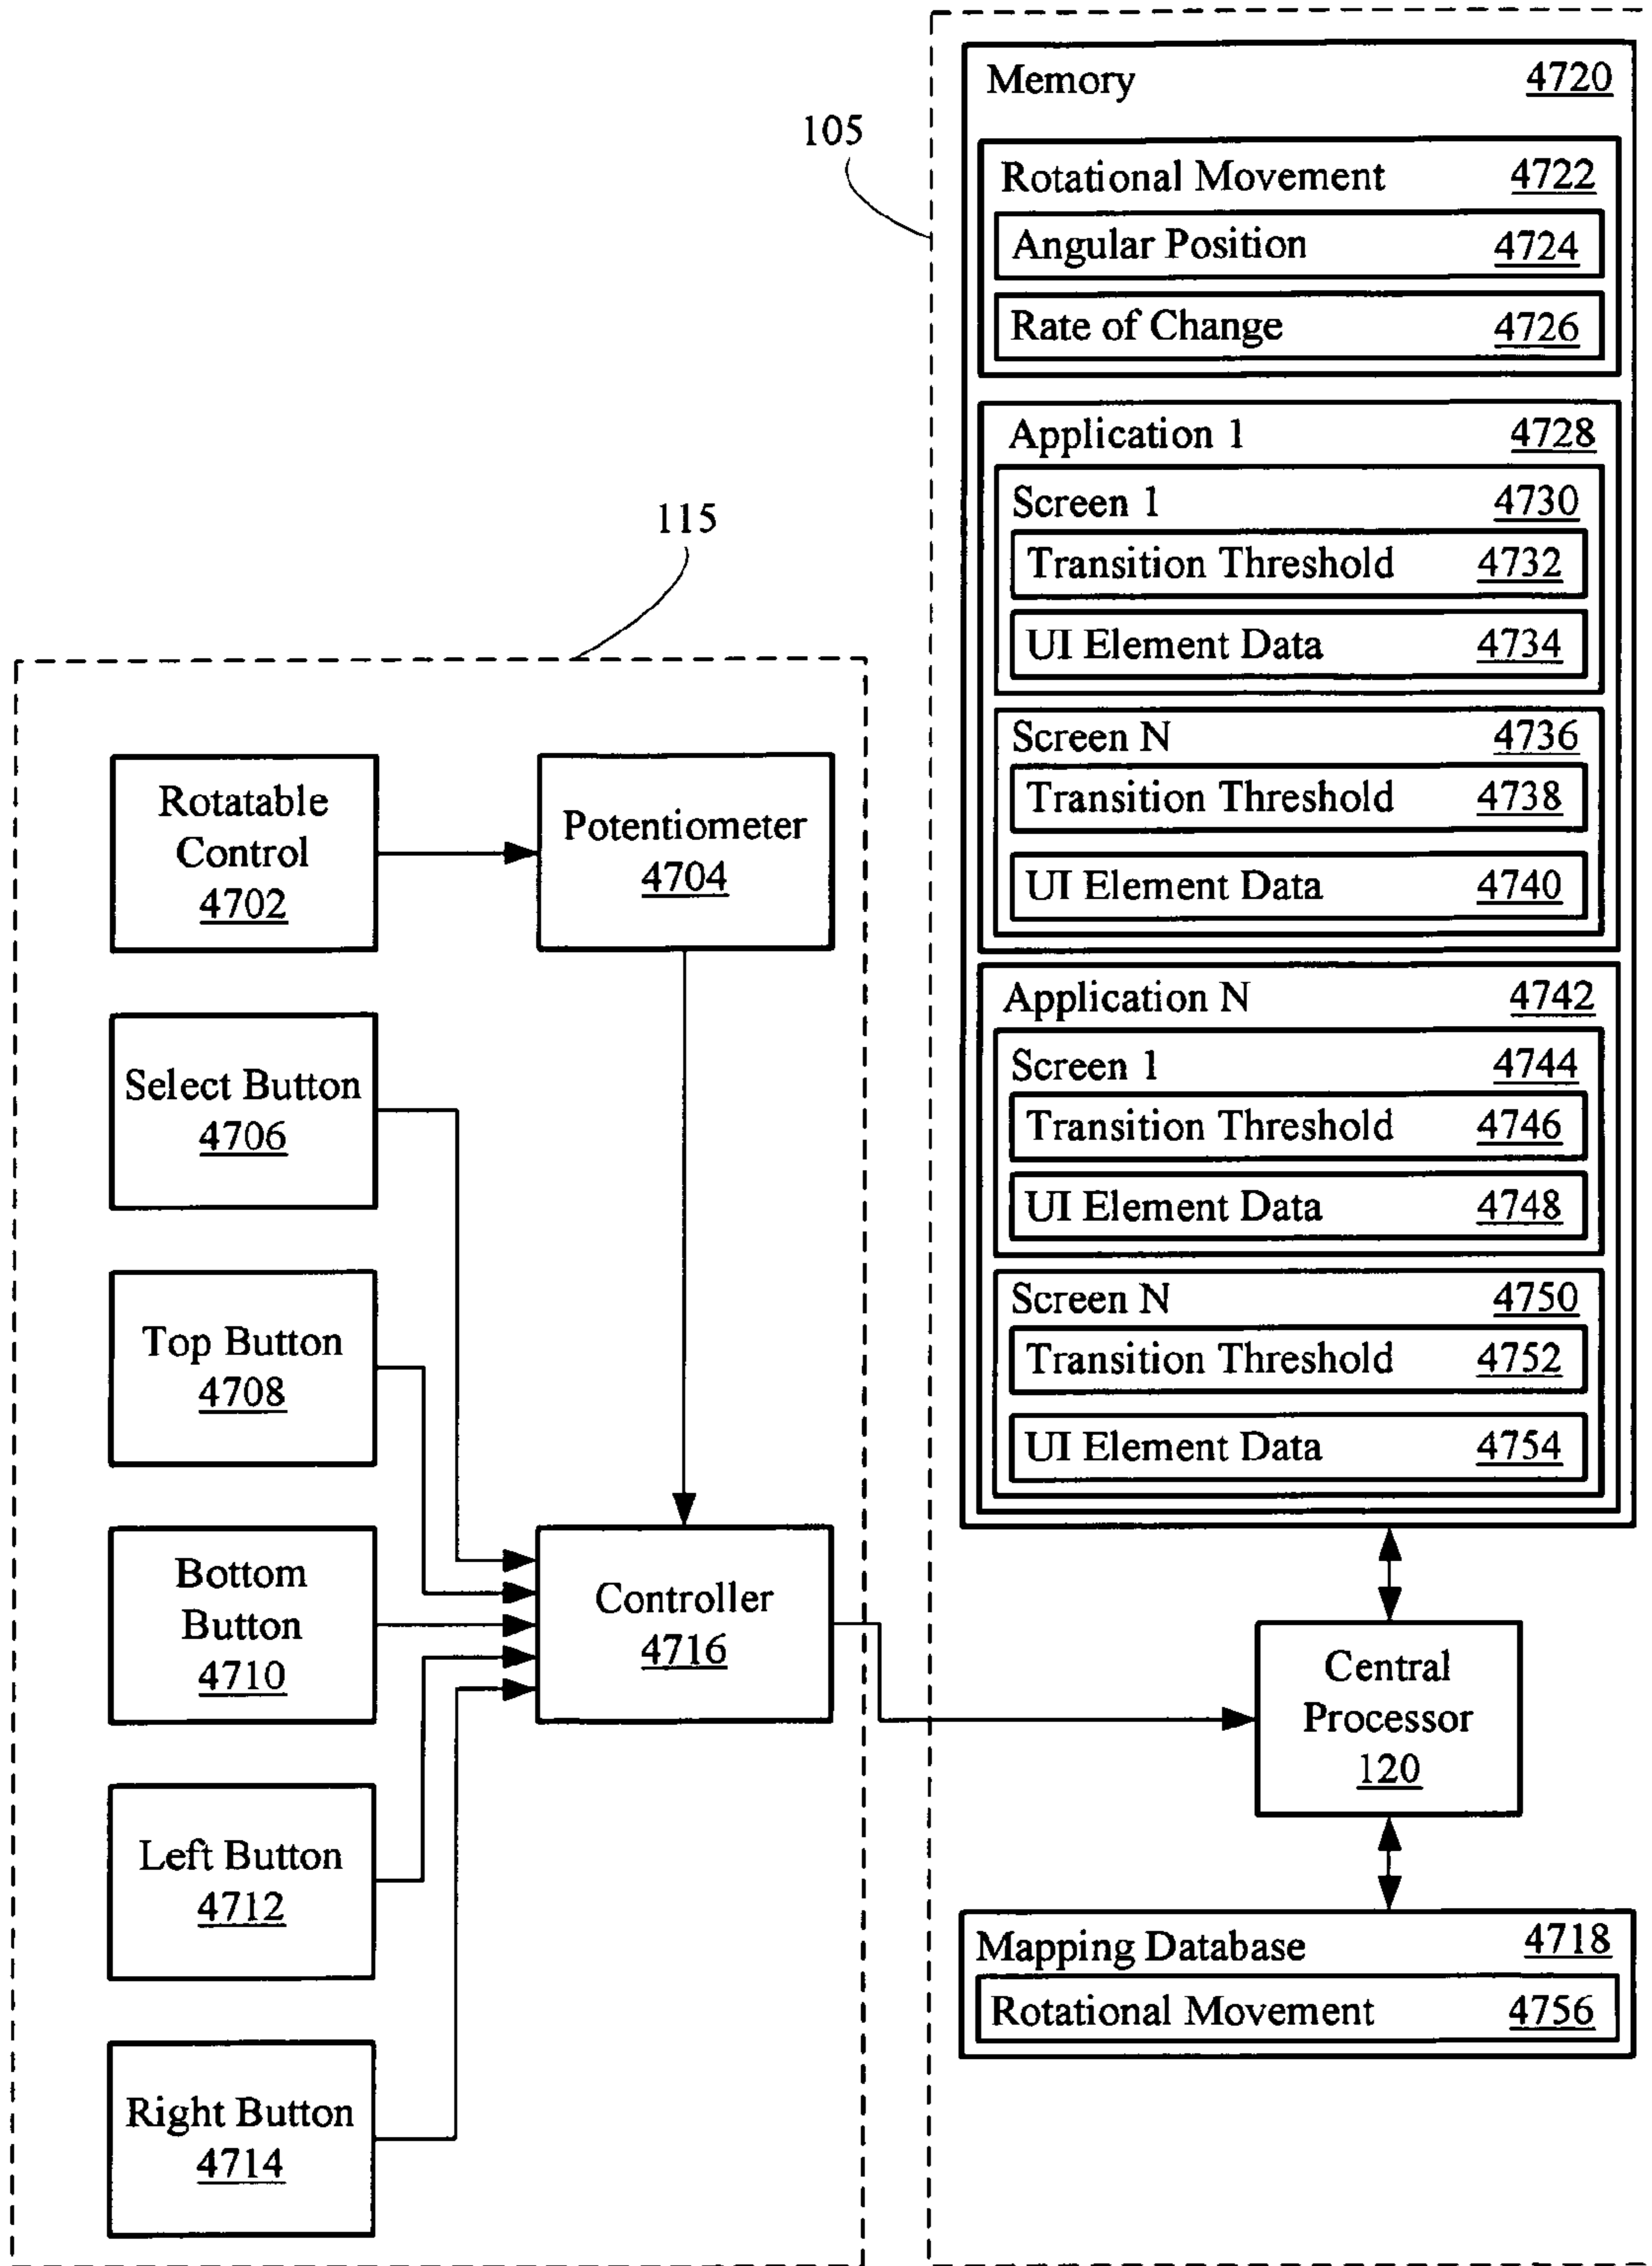 105
Memory 4720
Rotational Movement 4722
Angular Position 4724
Rate of Change 4726
Application 1 4728
Screen 1 4730
Transition Threshold 4732
UI Element Data 4734
Screen N 4736
Transition Threshold 4738
UI Element Data 4740
Application N 4742
Screen 1 4744
Transition Threshold 4746
UI Element Data 4748
Screen N 4750
Transition Threshold 4752
UI Element Data 4754
115
Rotatable
Control
4702
Potentiometer
4704
Select Button
4706
Top Button
4708
Bottom
Button
4710
Left Button
4712
Right Button
4714
Controller
4716
Central
Processor
120
Mapping Database 4718
Rotational Movement 4756